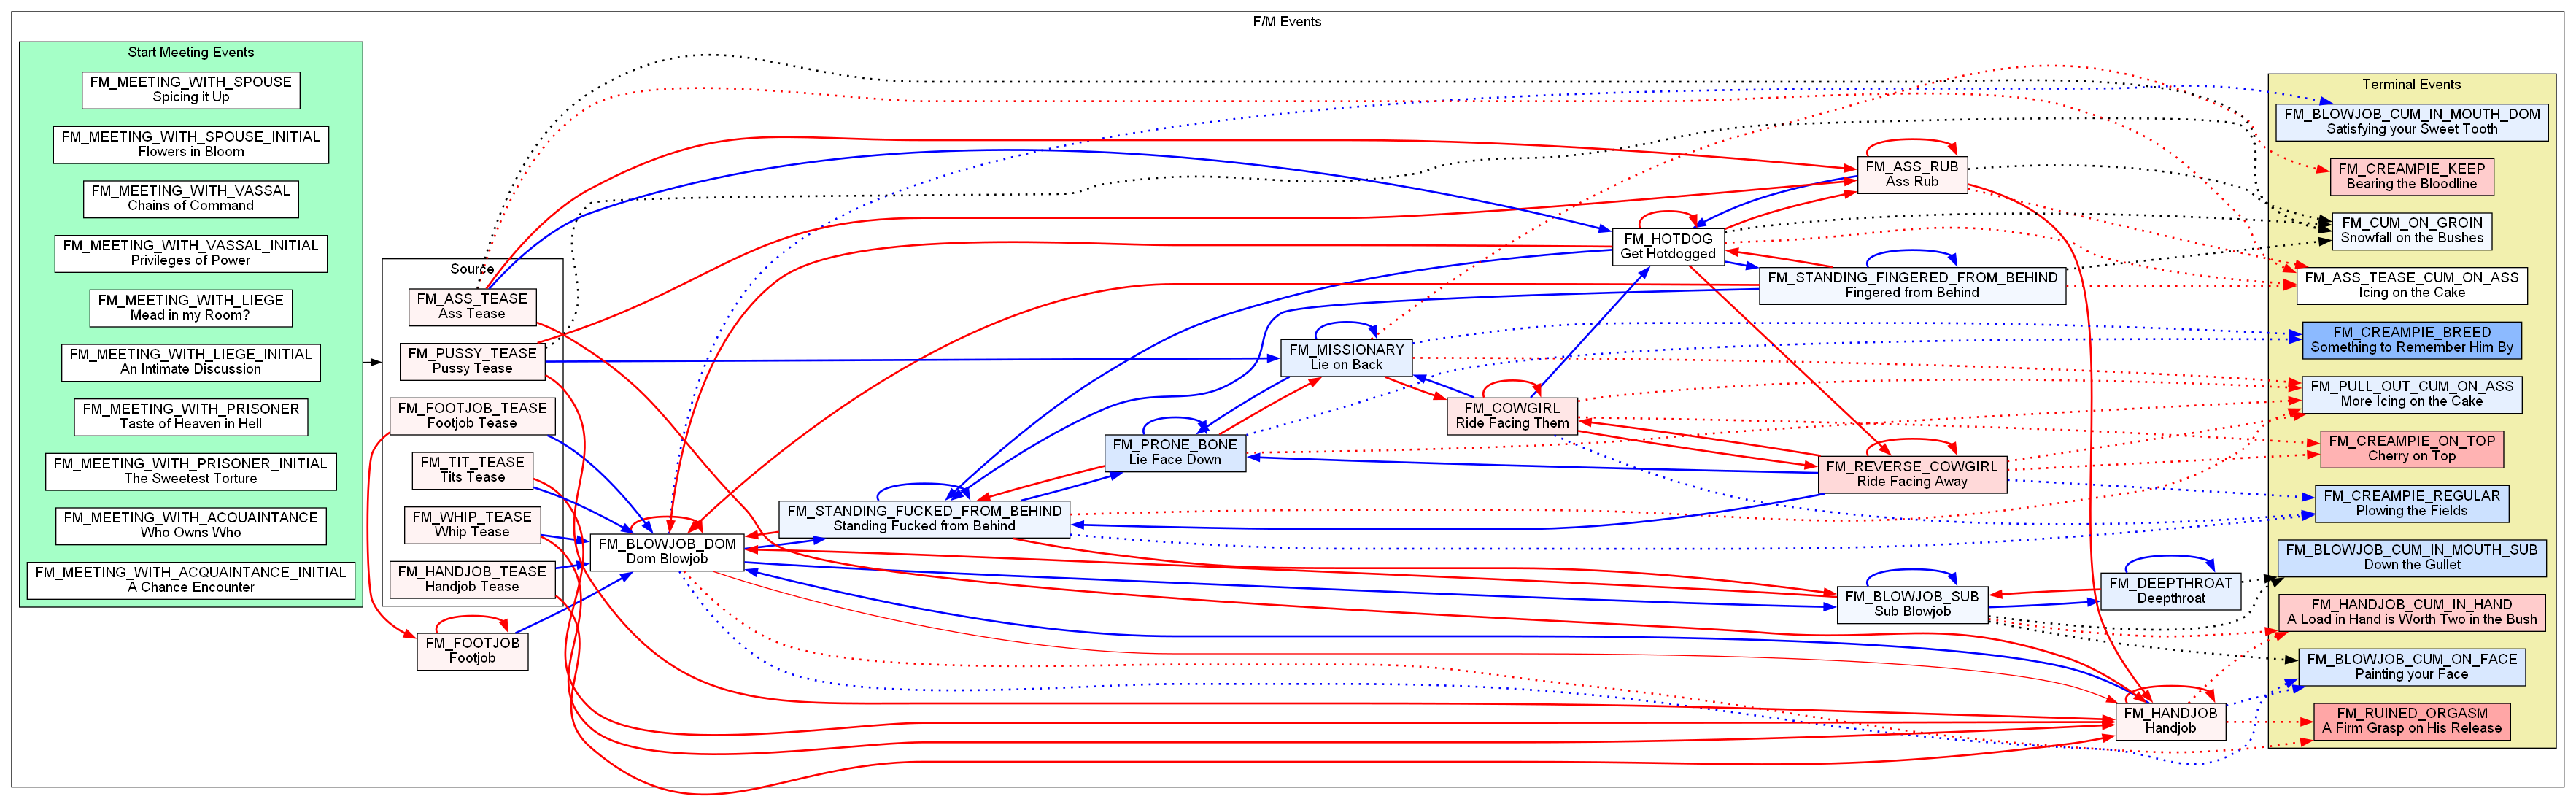 F/M Events
Start Meeting Events
FM_MEETING_WITH_SPOUSE
Spicing it Up
FM_MEETING_WITH_SPOUSE_INITIAL
Flowers in Bloom
FM_MEETING_WITH_VASSAL
Chains of Command
FM_MEETING_WITH_VASSAL_INITIAL
Privileges of Power
FM_MEETING_WITH_LIEGE
Mead in my Room?
FM_MEETING_WITH_LIEGE_INITIAL
An Intimate Discussion
FM_MEETING_WITH_PRISONER
Taste of Heaven in Hell
FM_MEETING_WITH_PRISONER_INITIAL
The Sweetest Torture
FM_MEETING_WITH_ACQUAINTANCE
Who Owns Who
FM_MEETING_WITH_ACQUAINTANCE_INITIAL
A Chance Encounter
Source
FM_ASS_TEASE
Ass Tease
FM_PUSSY_TEASE
Pussy Tease
FM_FOOTJOB_TEASE
Footjob Tease
FM_TIT_TEASE
Tits Tease
FM_WHIP_TEASE
Whip Tease
FM_HANDJOB_TEASE
Handjob Tease
FM_FOOTJOB
Footjob
FM_BLOWJOB_DOM
Dom Blowjob
FM_STANDING_FUCKED_FROM_BEHIND
Standing Fucked from Behind
FM_PRONE_BONE
Lie Face Down
FM_MISSIONARY
Lie on Back
FM_COWGIRL
Ride Facing Them
FM_HOTDOG
Get Hotdogged
FM_STANDING_FINGERED_FROM_BEHIND
Fingered from Behind
FM_ASS_RUB
Ass Rub
FM_REVERSE_COWGIRL
Ride Facing Away
FM_BLOWJOB_SUB
Sub Blowjob
FM_DEEPTHROAT
Deepthroat
FM_HANDJOB
Handjob
Terminal Events
FM_BLOWJOB_CUM_IN_MOUTH_DOM
Satisfying your Sweet Tooth
FM_CREAMPIE_KEEP
Bearing the Bloodline
FM_CUM_ON_GROIN
Snowfall on the Bushes
FM_ASS_TEASE_CUM_ON_ASS
Icing on the Cake
FM_CREAMPIE_BREED
Something to Remember Him By
FM_PULL_OUT_CUM_ON_ASS
More Icing on the Cake
FM_CREAMPIE_ON_TOP
Cherry on Top
FM_CREAMPIE_REGULAR
Plowing the Fields
FM_BLOWJOB_CUM_IN_MOUTH_SUB
Down the Gullet
FM_HANDJOB_CUM_IN_HAND
A Load in Hand is Worth Two in the Bush
FM_BLOWJOB_CUM_ON_FACE
Painting your Face
FM_RUINED_ORGASM
A Firm Grasp on His Release